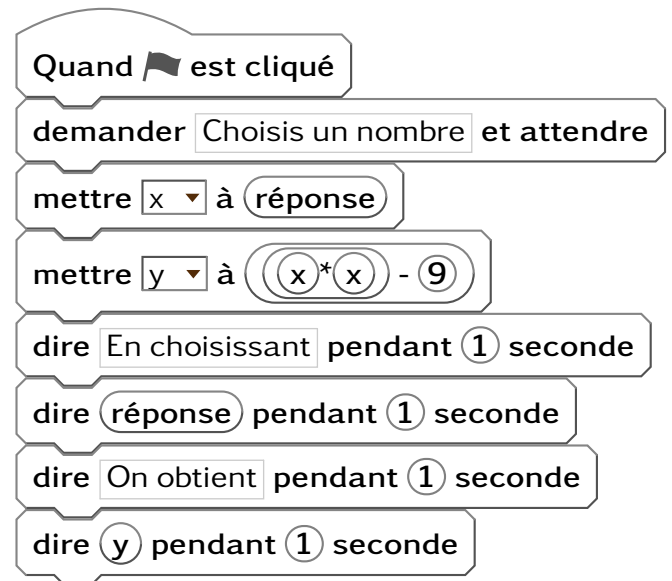 Quand est cliqué
demander Choisis un nombre et attendre
mettre x à réponse
mettre y à x * x - 9
dire En choisissant pendant 1 seconde
dire réponse pendant 1 seconde
dire On obtient pendant 1 seconde
dire y pendant 1 seconde